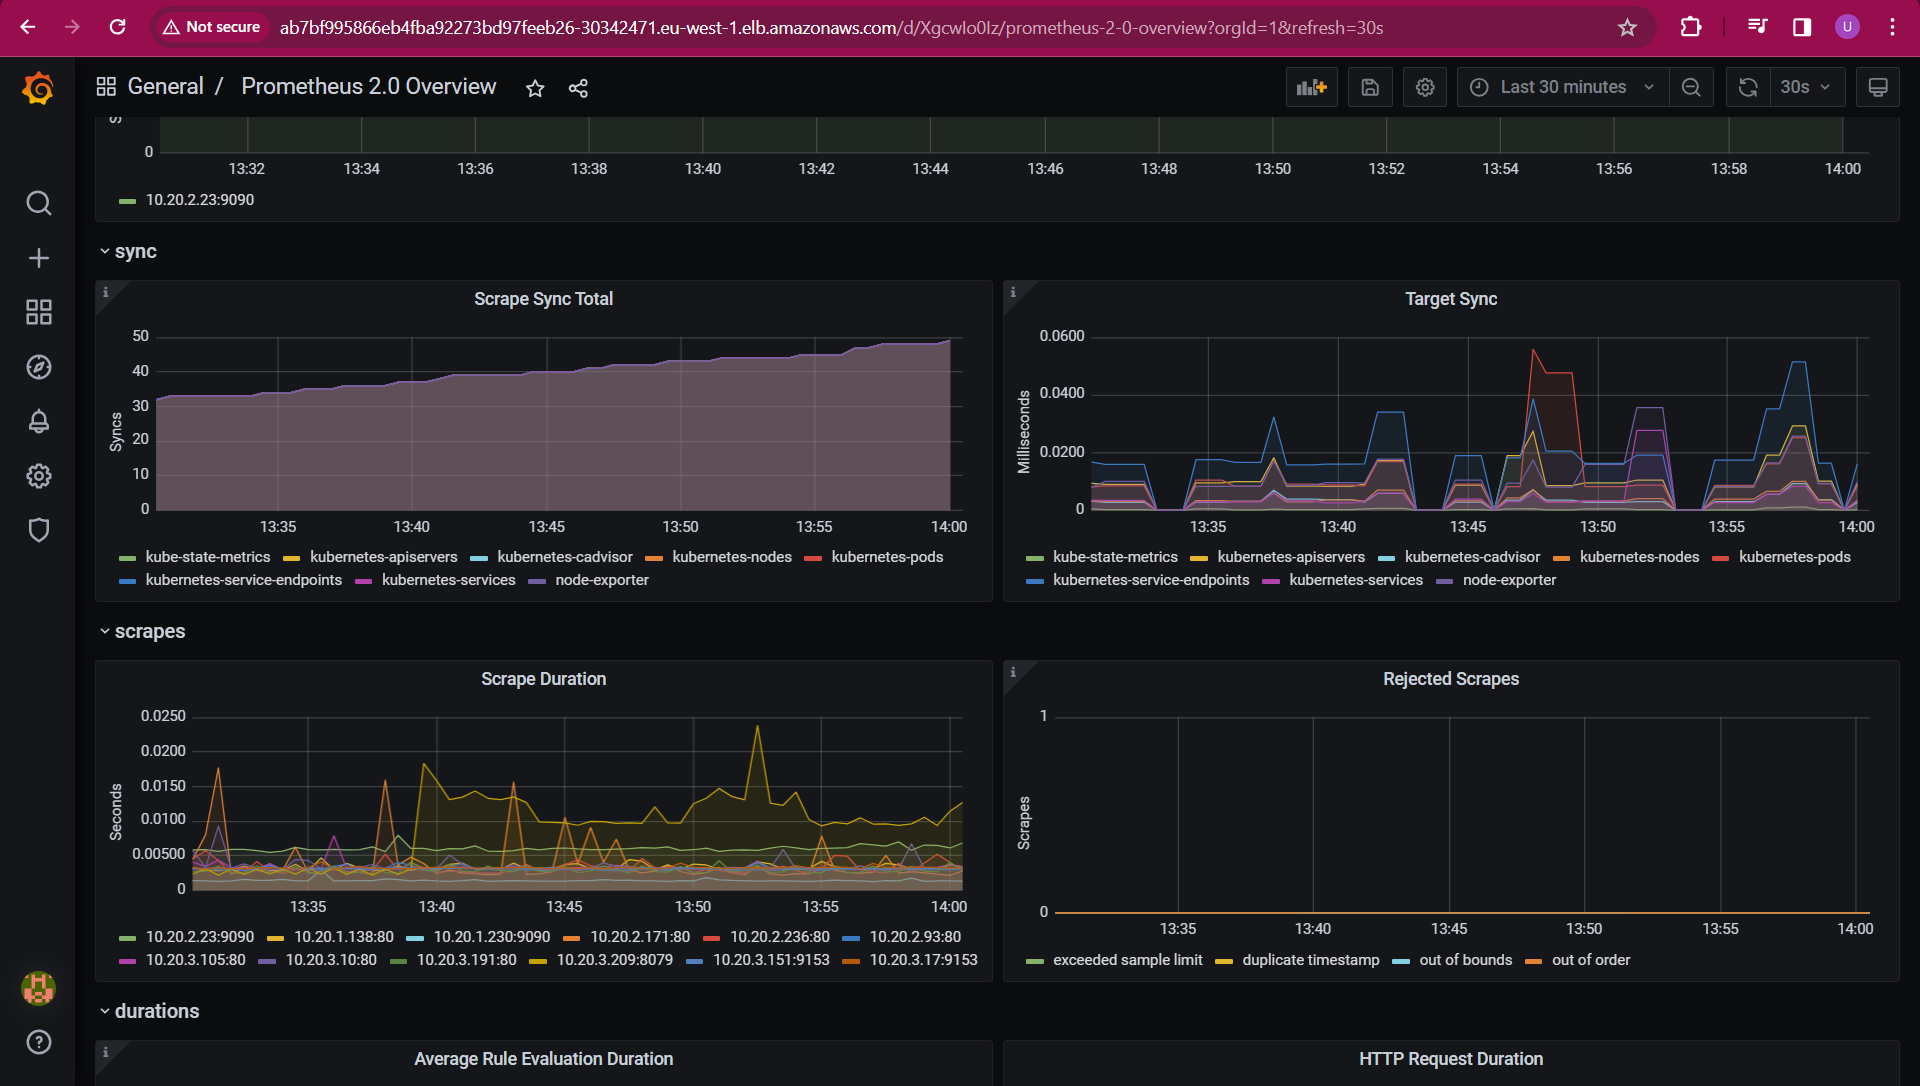 Not secure ab7bf995866eb4fba92273bd97feeb26-30342471.eu-west-1.elb.amazonaws.com/d/XgcwIo0Iz/prometheus-2-0-overview?orgId=1&refresh=30s U
General / Prometheus 2.0 Overview Last 30 minutes 30s
0
13:32 13:34 13:36 13:38 13:40 13:42 13:44 13:46 13:48 13:50 13:52 13:54 13:56 13:58 14:00
10.20.2.23:9090
sync
Scrape Sync Total
50
40
30
20
10
0
Syncs
13:35 13:40 13:45 13:50 13:55 14:00
kube-state-metrics kubernetes-apiservers kubernetes-cadvisor kubernetes-nodes kubernetes-pods
kubernetes-service-endpoints kubernetes-services node-exporter
Target Sync
0.0600
0.0400
0.0200
0
Milliseconds
13:35 13:40 13:45 13:50 13:55 14:00
kube-state-metrics kubernetes-apiservers kubernetes-cadvisor kubernetes-nodes kubernetes-pods
kubernetes-service-endpoints kubernetes-services node-exporter
scrapes
Scrape Duration
0.0250
0.0200
0.0150
0.0100
0.00500
0
Seconds
13:35 13:40 13:45 13:50 13:55 14:00
10.20.2.23:9090 10.20.1.138:80 10.20.1.230:9090 10.20.2.171:80 10.20.2.236:80 10.20.2.93:80
10.20.3.105:80 10.20.3.10:80 10.20.3.191:80 10.20.3.209:8079 10.20.3.151:9153 10.20.3.17:9153
Rejected Scrapes
1
0
Scrapes
13:35 13:40 13:45 13:50 13:55 14:00
exceeded sample limit duplicate timestamp out of bounds out of order
durations
Average Rule Evaluation Duration
HTTP Request Duration